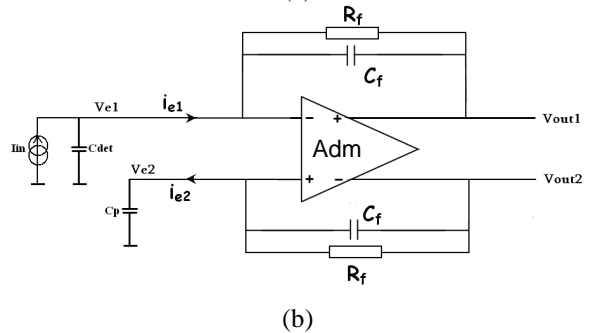 Rf
Cf
Ve1
ie1
- +
Vout1
Iin
Cdet
Adm
Ve2
ie2
+ -
Vout2
Cp
Cf
Rf
(b)